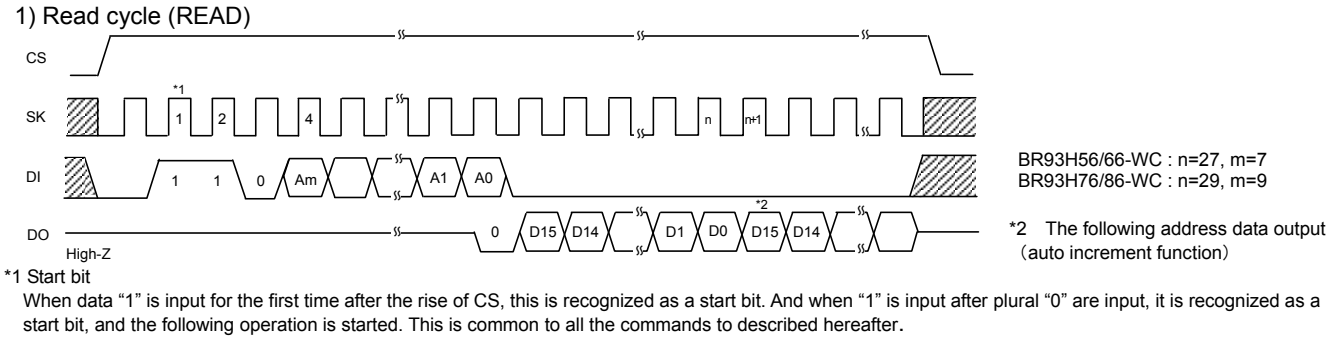 1) Read cycle (READ)
CS
*1
SK
1 2 4 n n+1
DI
1 1 0 Am A1 A0
*2
DO
0 D15 D14 D1 D0 D15 D14
High-Z
BR93H56/66-WC : n=27, m=7
BR93H76/86-WC : n=29, m=9
*2 The following address data output
(auto increment function)
*1 Start bit
When data “1” is input for the first time after the rise of CS, this is recognized as a start bit. And when “1” is input after plural “0” are input, it is recognized as a
start bit, and the following operation is started. This is common to all the commands to described hereafter.